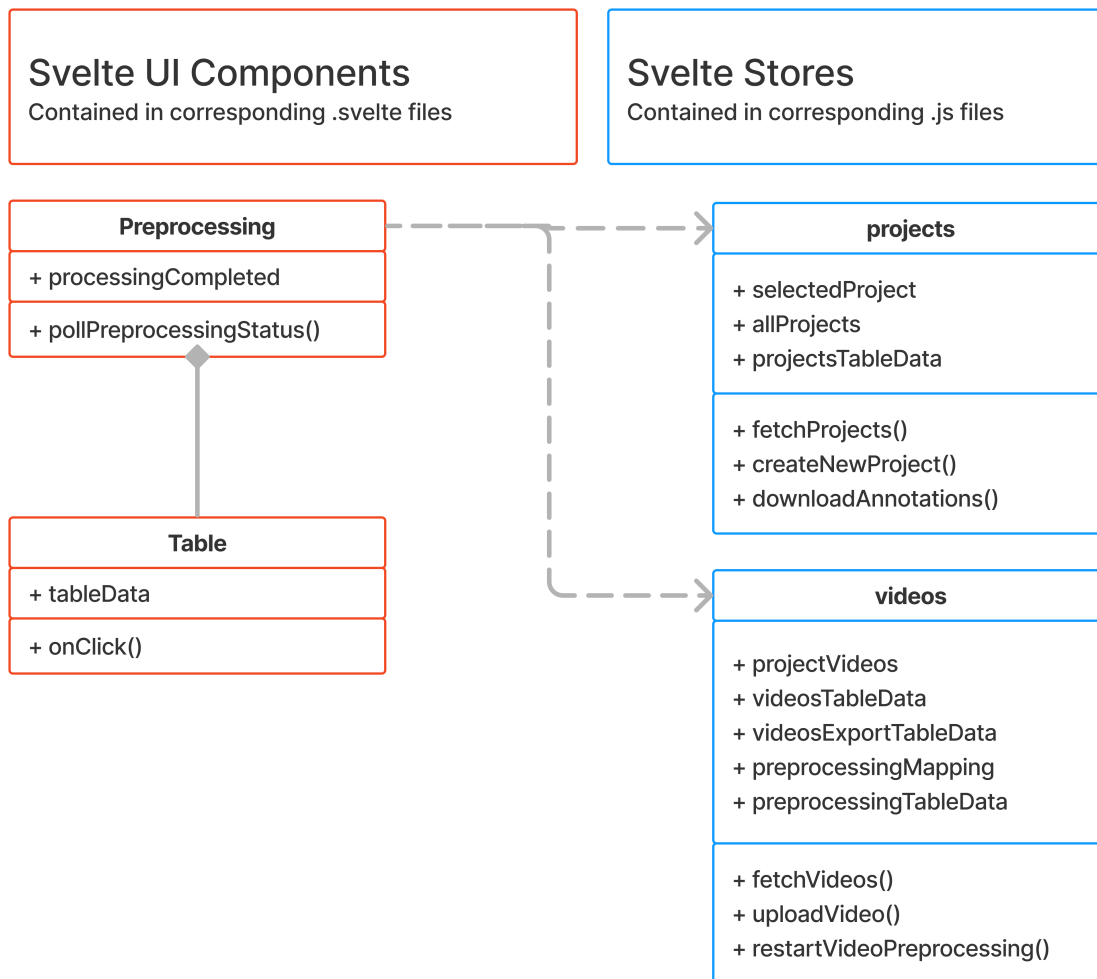 Svelte UI Components
Contained in corresponding .svelte files
Svelte Stores
Contained in corresponding .js files
Preprocessing
+ processingCompleted
+ pollPreprocessingStatus()
Table
+ tableData
+ onClick()
projects
+ selectedProject
+ allProjects
+ projectsTableData
+ fetchProjects()
+ createNewProject()
+ downloadAnnotations()
videos
+ projectVideos
+ videosTableData
+ videosExportTableData
+ preprocessingMapping
+ preprocessingTableData
+ fetchVideos()
+ uploadVideo()
+ restartVideoPreprocessing()